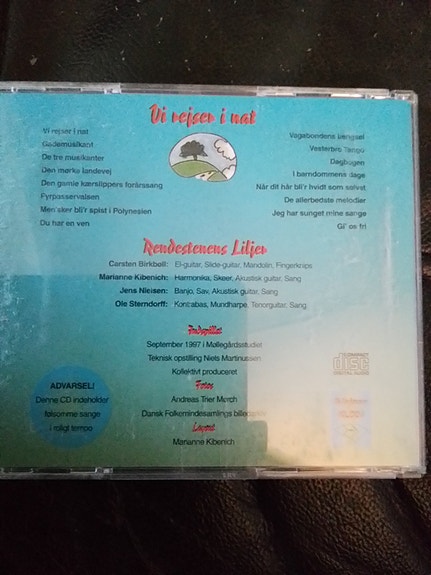 Vi rejser i nat
Vi rejser i nat
Gademusikant
De tre musikanter
Den mørke landevej
Den gamle kærslippers forårssang
Fyrpasservalsen
Men'sker bli'r spist i Polynesien
Du har en ven
Vagabondens længsel
Vesterbro Tango
Dagbogen
I barndommens dage
Når dit hår bli'r hvidt som sølvet
De allerbedste melodier
Jeg har sunget mine sange
Gi' os fri
Rendestenens Liljer
Carsten Birkbøll: El-guitar, Slide-guitar, Mandolin, Fingerknips
Marianne Kibenich: Harmonika, Skeer, Akustisk guitar, Sang
Jens Nielsen: Banjo, Sav, Akustisk guitar, Sang
Ole Sterndorff: Kontrabas, Mundharpe, Tenorguitar, Sang
Indspillet
September 1997 i Møllegårdsstudiet
Teknisk opstilling Niels Martinussen
Kollektivt produceret
Fotos
Andreas Trier Mørch
Dansk Folkemindesamlings
Layout
Marianne Kibenich
ADVARSEL!
Denne CD indeholder
følsomme sange
i roligt tempo
COMPACT
disc
DIGITAL AUDIO